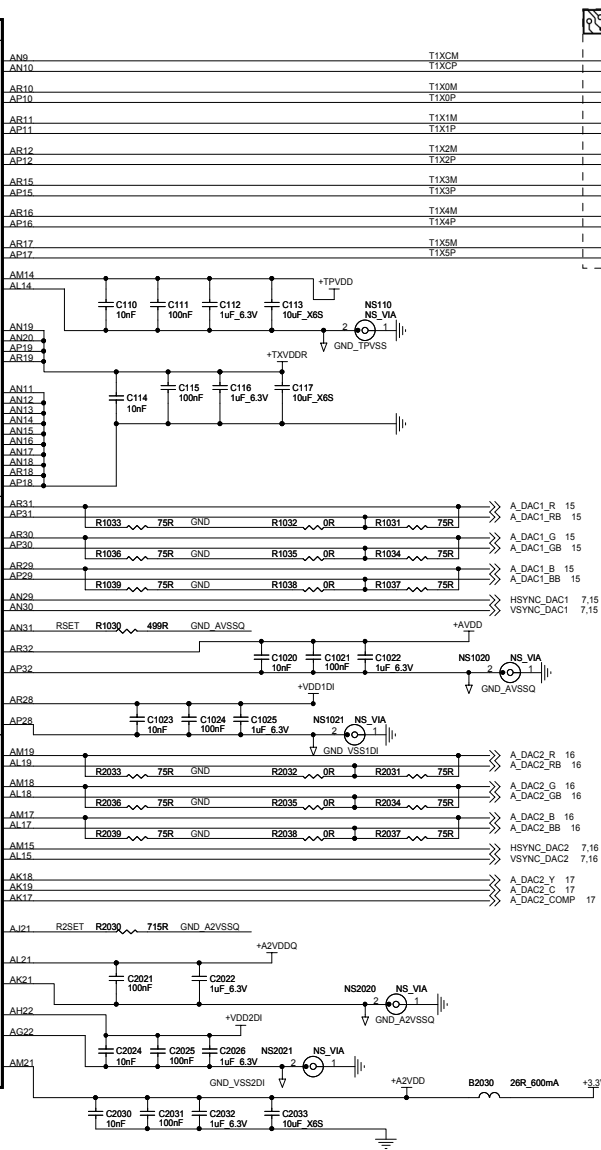 AN9 T1XCM
AN10 T1XCP
AR10 T1X0M
AP10 T1X0P
AR11 T1X1M
AP11 T1X1P
AR12 T1X2M
AP12 T1X2P
AR15 T1X3M
AP15 T1X3P
AR16 T1X4M
AP16 T1X4P
AR17 T1X5M
AP17 T1X5P
AM14
AL14
+TPVDD
C110 10nF
C111 100nF
C112 1uF_6.3V
C113 10uF_X6S
NS110 NS_VIA
2 1
GND_TPVSS
AN19
AN20
AP19
AR19
+TXVDDR
C114 10nF
C115 100nF
C116 1uF_6.3V
C117 10uF_X6S
AN11
AN12
AN13
AN14
AN15
AN16
AN17
AN18
AR18
AP18
AR31 A_DAC1_R 15
AP31 A_DAC1_RB 15
R1033 75R GND R1032 0R R1031 75R
AR30 A_DAC1_G 15
AP30 A_DAC1_GB 15
R1036 75R GND R1035 0R R1034 75R
AR29 A_DAC1_B 15
AP29 A_DAC1_BB 15
R1039 75R GND R1038 0R R1037 75R
AN29 HSYNC_DAC1 7,15
AN30 VSYNC_DAC1 7,15
AN31 RSET R1030 499R GND_AVSSQ
+AVDD
AR32
C1020 10nF
C1021 100nF
C1022 1uF_6.3V
AP32
NS1020 NS_VIA
2 1
GND_AVSSQ
+VDD1DI
AR28
C1023 10nF
C1024 100nF
C1025 1uF_6.3V
AP28
NS1021 NS_VIA
2 1
GND_VSS1DI
AM19 A_DAC2_R 16
AL19 A_DAC2_RB 16
R2033 75R GND R2032 0R R2031 75R
AM18 A_DAC2_G 16
AL18 A_DAC2_GB 16
R2036 75R GND R2035 0R R2034 75R
AM17 A_DAC2_B 16
AL17 A_DAC2_BB 16
R2039 75R GND R2038 0R R2037 75R
AM15 HSYNC_DAC2 7,16
AL15 VSYNC_DAC2 7,16
AK18 A_DAC2_Y 17
AK19 A_DAC2_C 17
AK17 A_DAC2_COMP 17
AJ21 R2SET R2030 715R GND_A2VSSQ
+A2VDDQ
AL21
C2021 100nF
C2022 1uF_6.3V
AK21
NS2020 NS_VIA
2 1
GND_A2VSSQ
AH22
+VDD2DI
AG22
C2024 10nF
C2025 100nF
C2026 1uF_6.3V
NS2021 NS_VIA
2 1
GND_VSS2DI
AM21
+A2VDD
B2030 26R_600mA
+3.3
C2030 10nF
C2031 100nF
C2032 1uF_6.3V
C2033 10uF_X6S